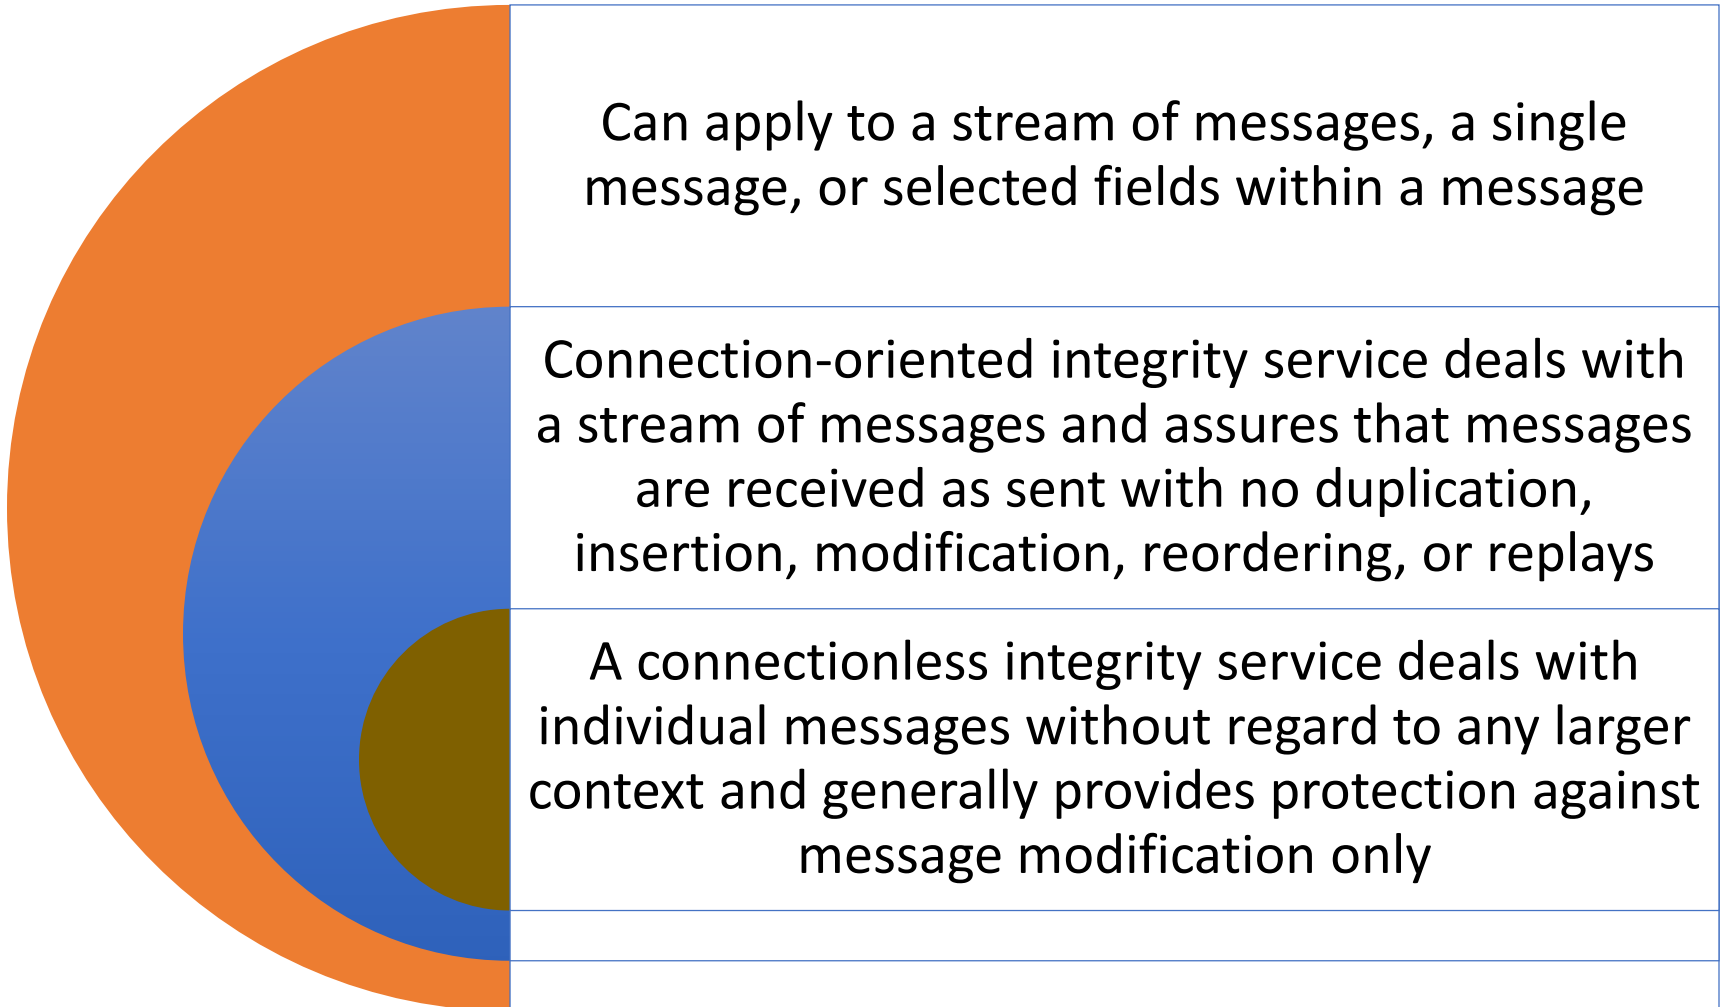 Can apply to a stream of messages, a single
message, or selected fields within a message
Connection-oriented integrity service deals with
a stream of messages and assures that messages
are received as sent with no duplication,
insertion, modification, reordering, or replays
A connectionless integrity service deals with
individual messages without regard to any larger
context and generally provides protection against
message modification only